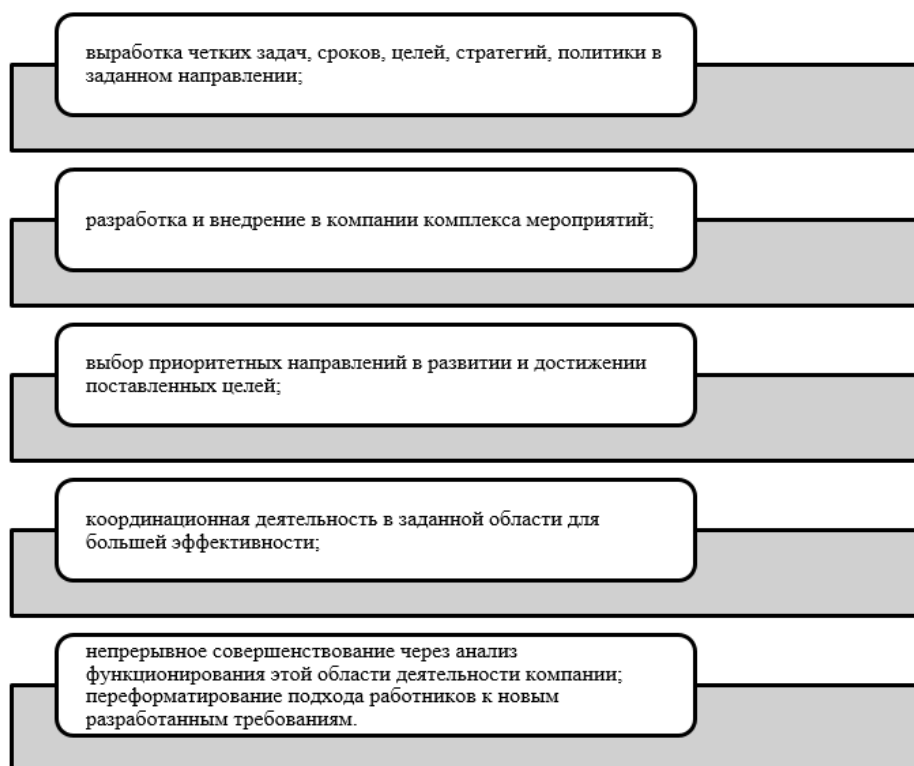 выработка четких задач, сроков, целей, стратегий, политики в
заданном направлении;
разработка и внедрение в компании комплекса мероприятий;
выбор приоритетных направлений в развитии и достижении
поставленных целей;
координационная деятельность в заданной области для
большей эффективности;
непрерывное совершенствование через анализ
функционирования этой области деятельности компании;
переформатирование подхода работников к новым
разработанным требованиям.